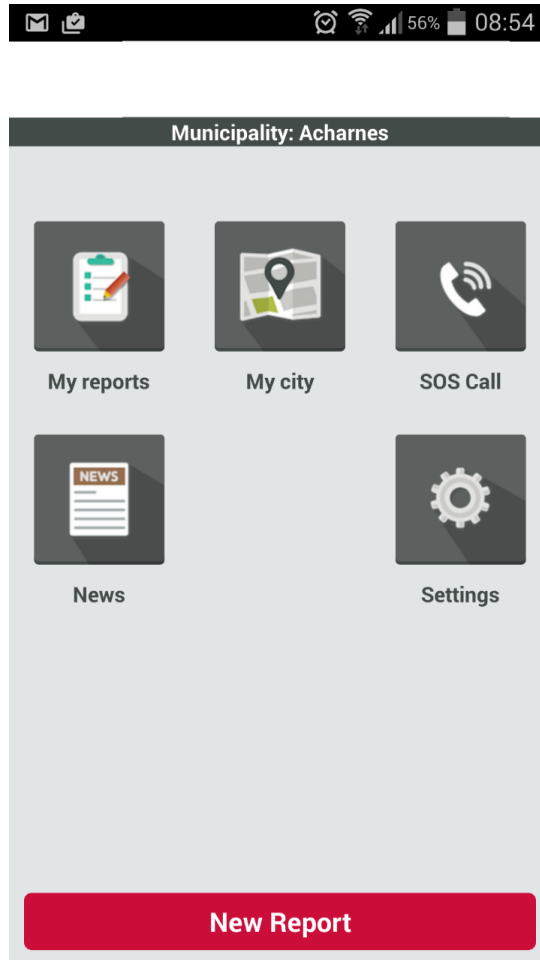 56% 08:54
Municipality: Acharnes
My reports My city SOS Call
NEWS
News Settings
New Report